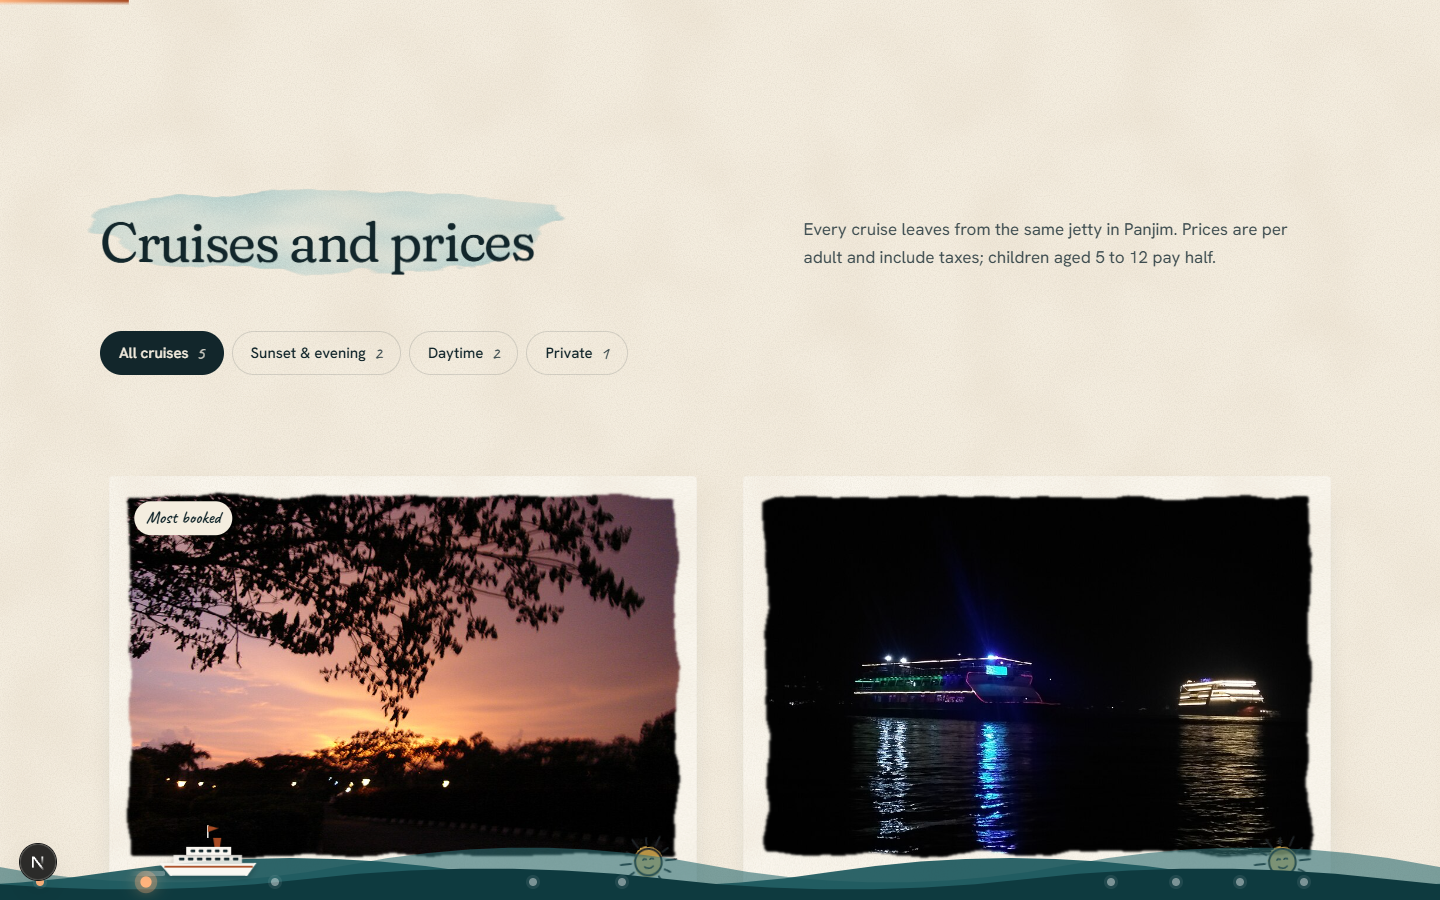 Cruises and prices
Every cruise leaves from the same jetty in Panjim. Prices are per
adult and include taxes; children aged 5 to 12 pay half.
All cruises 5
Sunset & evening 2
Daytime 2
Private 1
Most booked
N